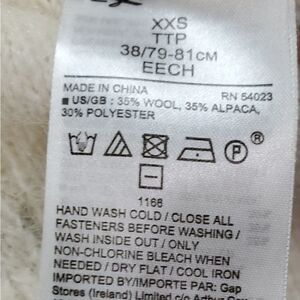 XXS
TTP
38/79-81CM
EECH
MADE IN CHINA
RN 54023
■ US/GB : 35% WOOL, 35% ALPACA,
30% POLYESTER
P ®
1166
HAND WASH COLD / CLOSE ALL
FASTENERS BEFORE WASHING /
WASH INSIDE OUT / ONLY
NON-CHLORINE BLEACH WHEN
NEEDED / DRY FLAT / COOL IRON
IMPORTED BY/IMPORTE PAR: Gap
Stores (Ireland) Limited c/o Arthur